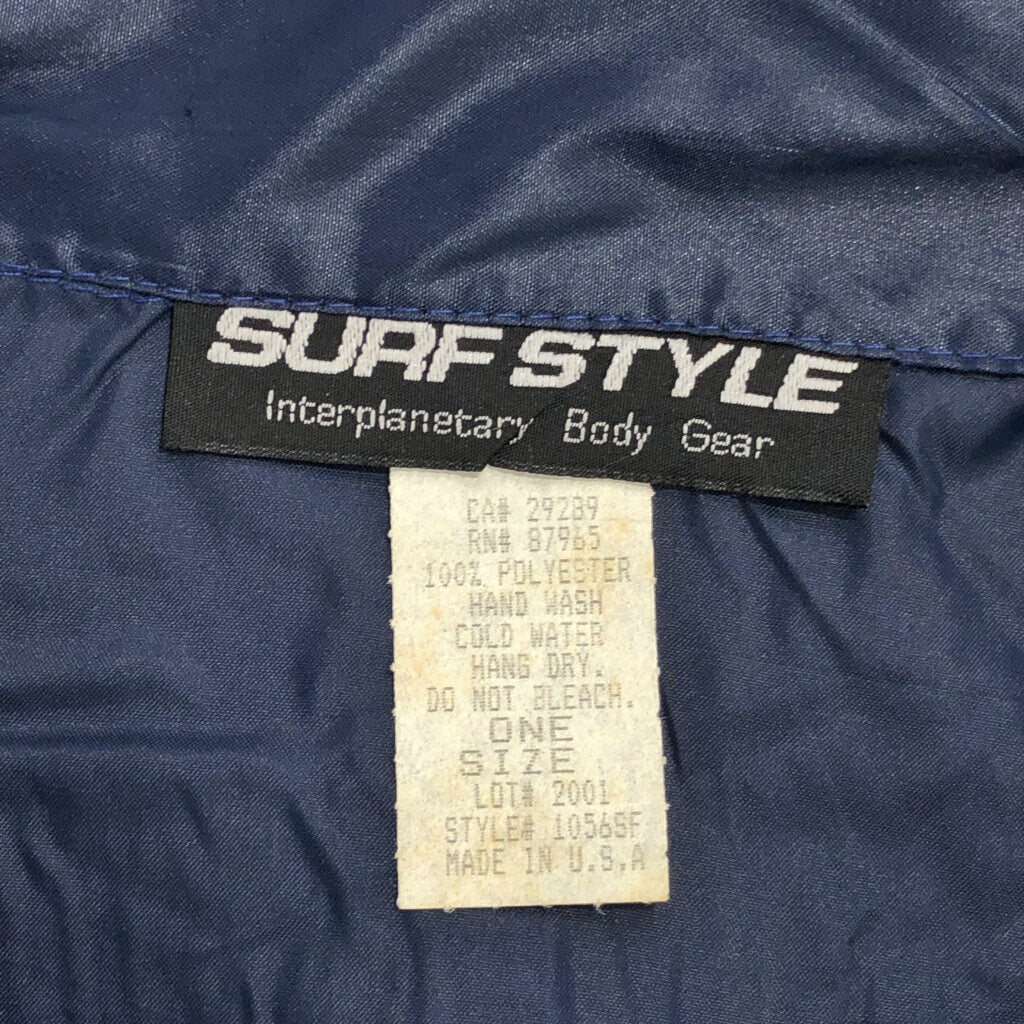 SURF STYLE
Interplanetary Body Gear
CA# 29289
RN# 87965
100% POLYESTER
HAND WASH
COLD WATER
HANG DRY.
DO NOT BLEACH.
ONE
SIZE
LOT# 2001
STYLE# 1056SF
MADE IN U.S.A